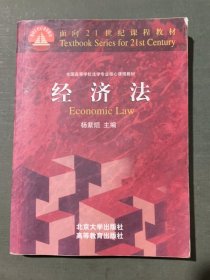 面向21世纪课程教材
Textbook Series for 21st Century
全国高等学校法学专业核心课程教材
经济法
Economic Law
杨紫烜 主编
北京大学出版社
高等教育出版社